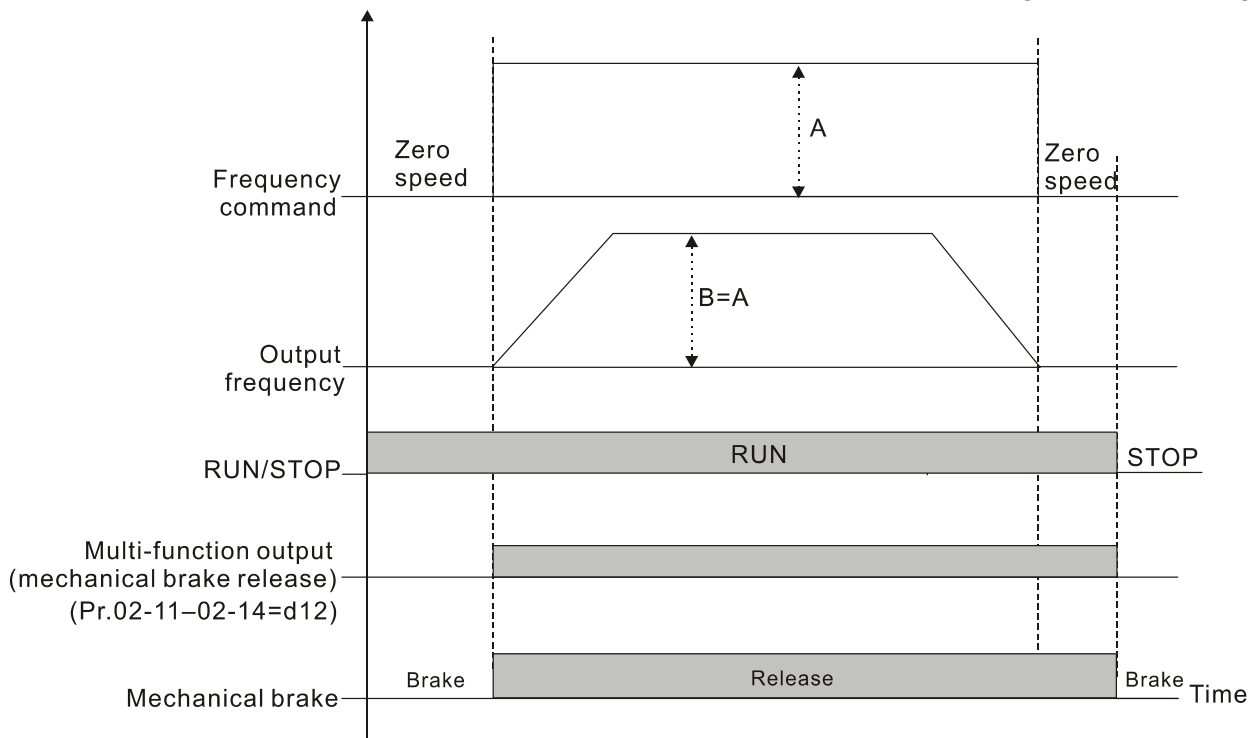 A
Zero
speed
Zero
speed
Frequency
command
B=A
Output
frequency
RUN
STOP
RUN/STOP
Multi-function output
(mechanical brake release)
(Pr.02-11–02-14=d12)
Brake
Release
Brake
Mechanical brake
Time